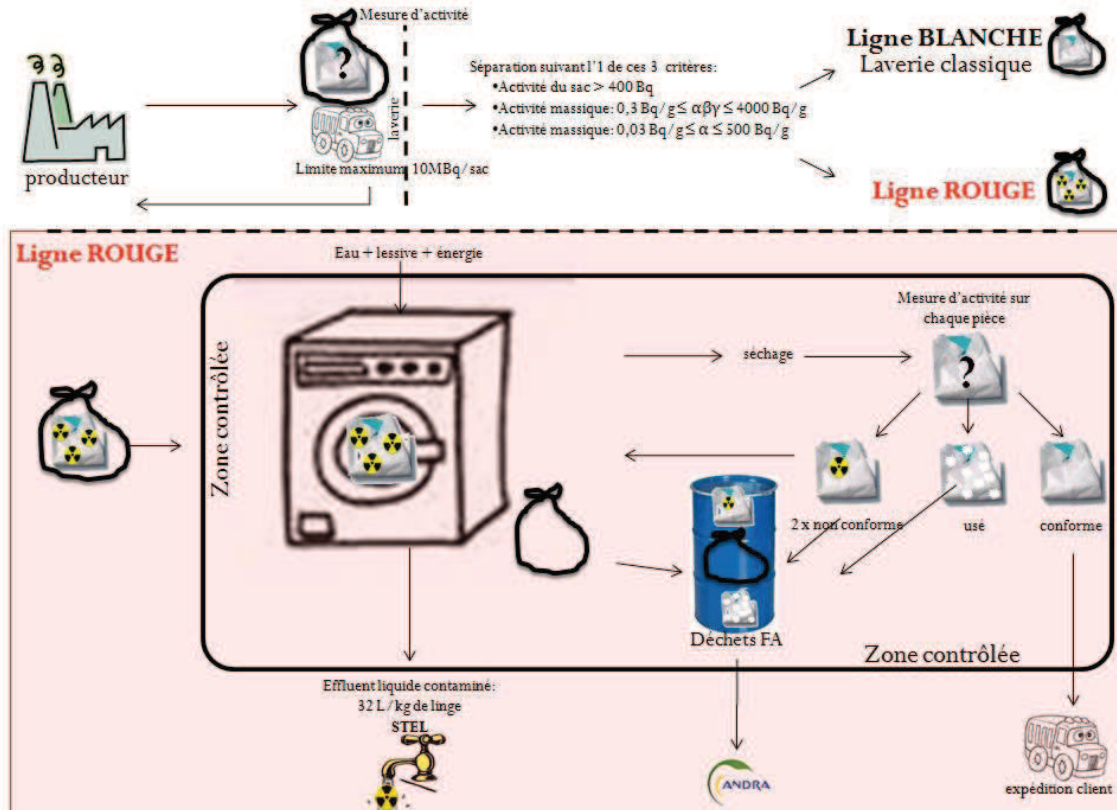 Mesure d'activité
?
laverie
Limite maximum 10MBq/sac
producteur
Séparation suivant l'1 de ces 3 critères:
•Activité du sac > 400 Bq
•Activité massique: 0,3 Bq/g ≤ αβγ ≤ 4000 Bq/g
•Activité massique: 0,03 Bq/g ≤ α ≤ 500 Bq/g
Ligne BLANCHE
Laverie classique
Ligne ROUGE
Ligne ROUGE
Eau + lessive + énergie
Zone contrôlée
séchage
Mesure d'activité sur
chaque pièce
?
2 x non conforme
usé
conforme
Déchets FA
Zone contrôlée
Effluent liquide contaminé:
32 L / kg de linge
STEL
ANDRA
expédition client